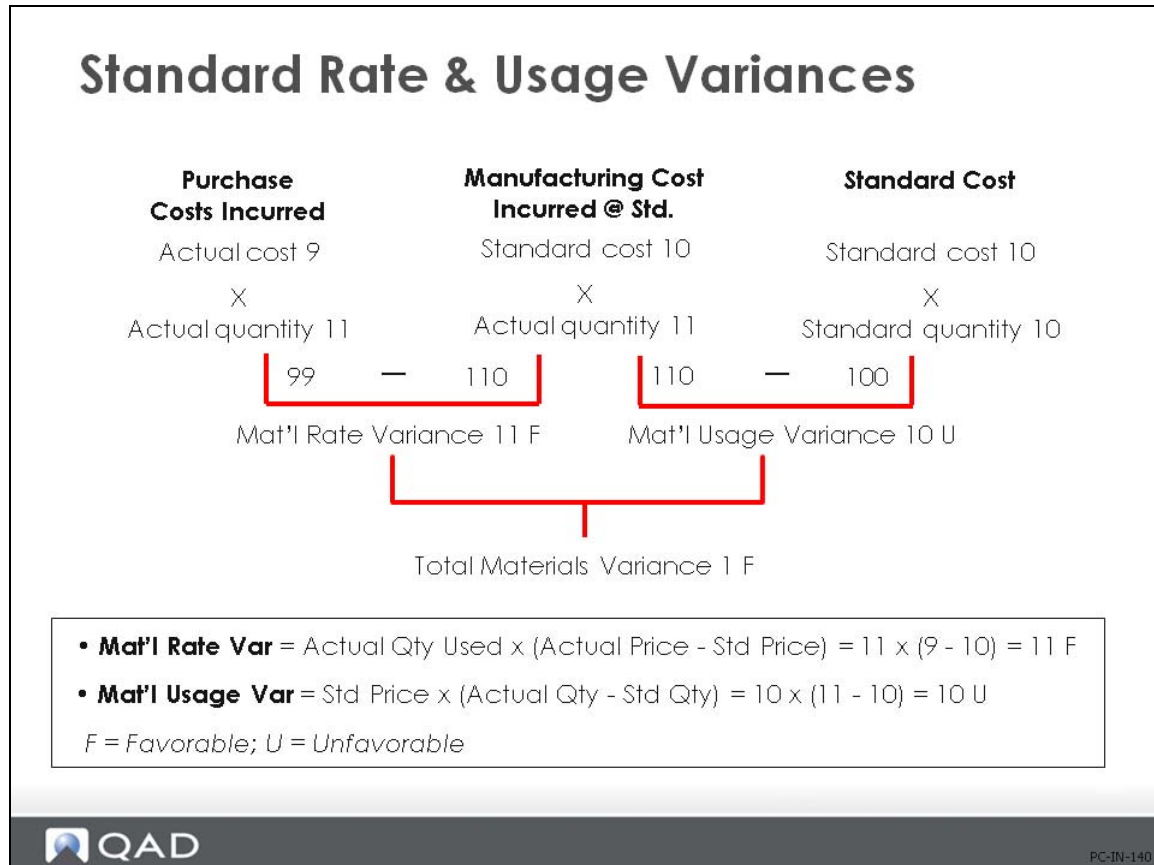 Standard Rate & Usage Variances
Purchase
Costs Incurred
Actual cost 9
X
Actual quantity 11
Manufacturing Cost
Incurred @ Std.
Standard cost 10
X
Actual quantity 11
Standard Cost
Standard cost 10
X
Standard quantity 10
99 – 110
110 – 100
Mat'l Rate Variance 11 F
Mat'l Usage Variance 10 U
Total Materials Variance 1 F
• Mat'l Rate Var = Actual Qty Used x (Actual Price - Std Price) = 11 x (9 - 10) = 11 F
• Mat'l Usage Var = Std Price x (Actual Qty - Std Qty) = 10 x (11 - 10) = 10 U
F = Favorable; U = Unfavorable
QAD
PC-IN-140